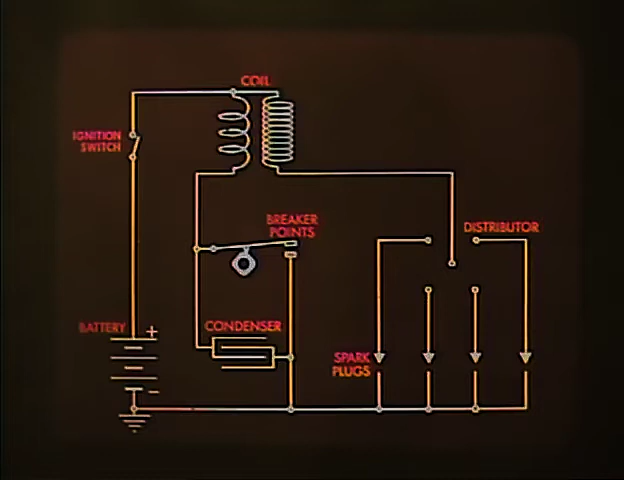 COIL
IGNITION
SWITCH
BREAKER
POINTS
DISTRIBUTOR
BATTERY +
CONDENSER
SPARK
PLUGS
−